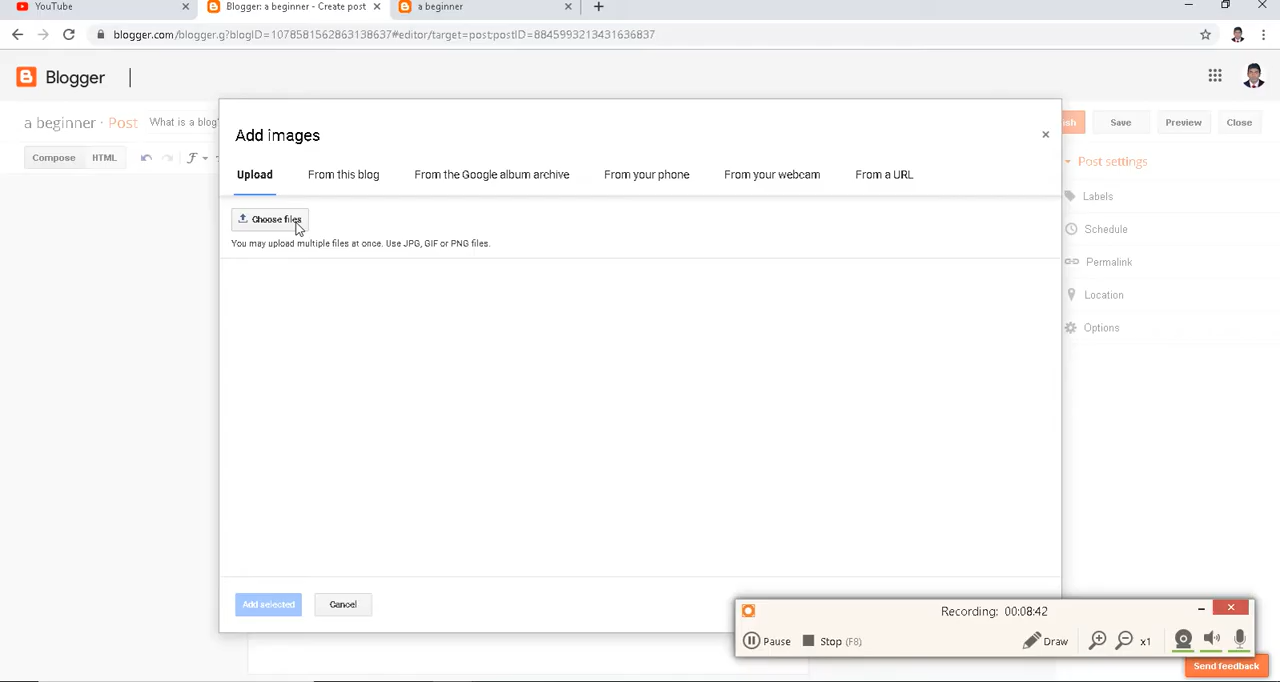 YouTube
Blogger: a beginner - Create post
a beginner
blogger.com/blogger.g?blogID=1078581562863138637#editor/target=post;postID=8845993213431636837
Blogger
a beginner · Post
What is a blog
Save
Preview
Close
Compose
HTML
Add images
Upload
From this blog
From the Google album archive
From your phone
From your webcam
From a URL
Choose files
You may upload multiple files at once. Use JPG, GIF or PNG files.
Post settings
Labels
Schedule
Permalink
Location
Options
Add selected
Cancel
Recording: 00:08:42
Pause
Stop (F8)
Draw
x1
Send feedback